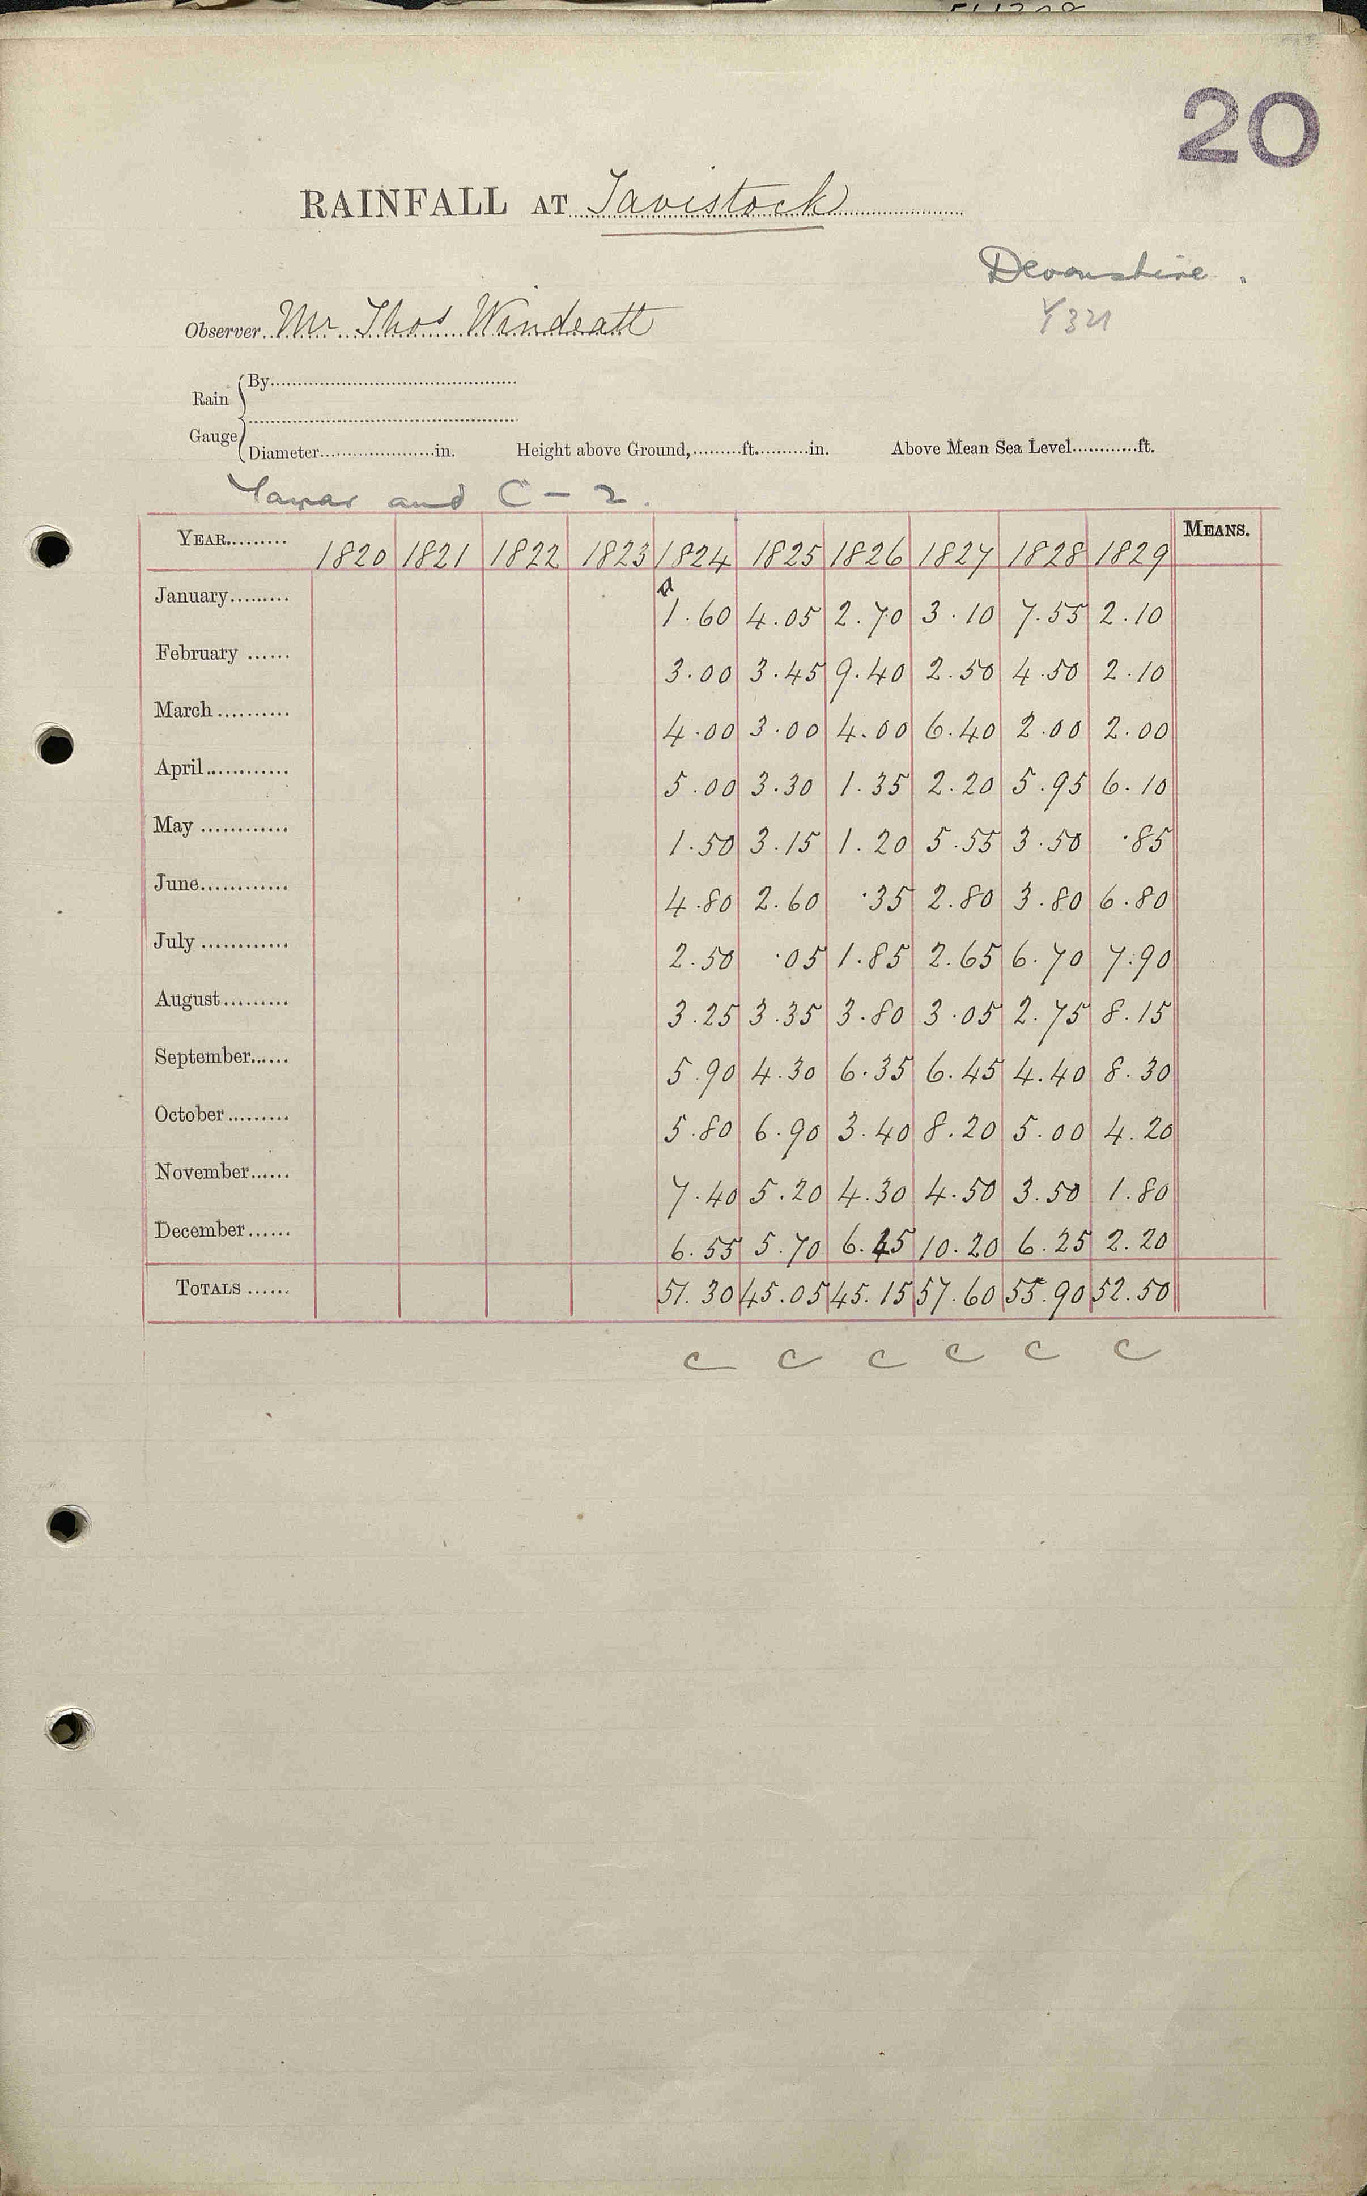 20
RAINFALL AT Tavistock
Devonshire.
Observer Mr Thos Windeatt
Rain Gauge
By
Diameter in. Height above Ground, ft. in. Above Mean Sea Level ft.
Tamar and C - 2.
YEAR 1820 1821 1822 1823 1824 1825 1826 1827 1828 1829 MEANS.
January 1.60 4.05 2.70 3.10 7.55 2.10
February 3.00 3.45 9.40 2.50 4.50 2.10
March 4.00 3.00 4.00 6.40 2.00 2.00
April 5.00 3.30 1.35 2.20 5.95 6.10
May 1.50 3.15 1.20 5.55 3.50 .85
June 4.80 2.60 .35 2.80 3.80 6.80
July 2.50 .05 1.85 2.65 6.70 7.90
August 3.25 3.35 3.80 3.05 2.75 8.15
September 5.90 4.30 6.35 6.45 4.40 8.30
October 5.80 6.90 3.40 8.20 5.00 4.20
November 7.40 5.20 4.30 4.50 3.50 1.80
December 6.55 5.70 6.45 10.20 6.25 2.20
TOTALS 51.30 45.05 45.15 57.60 55.90 52.50
c c c c c c